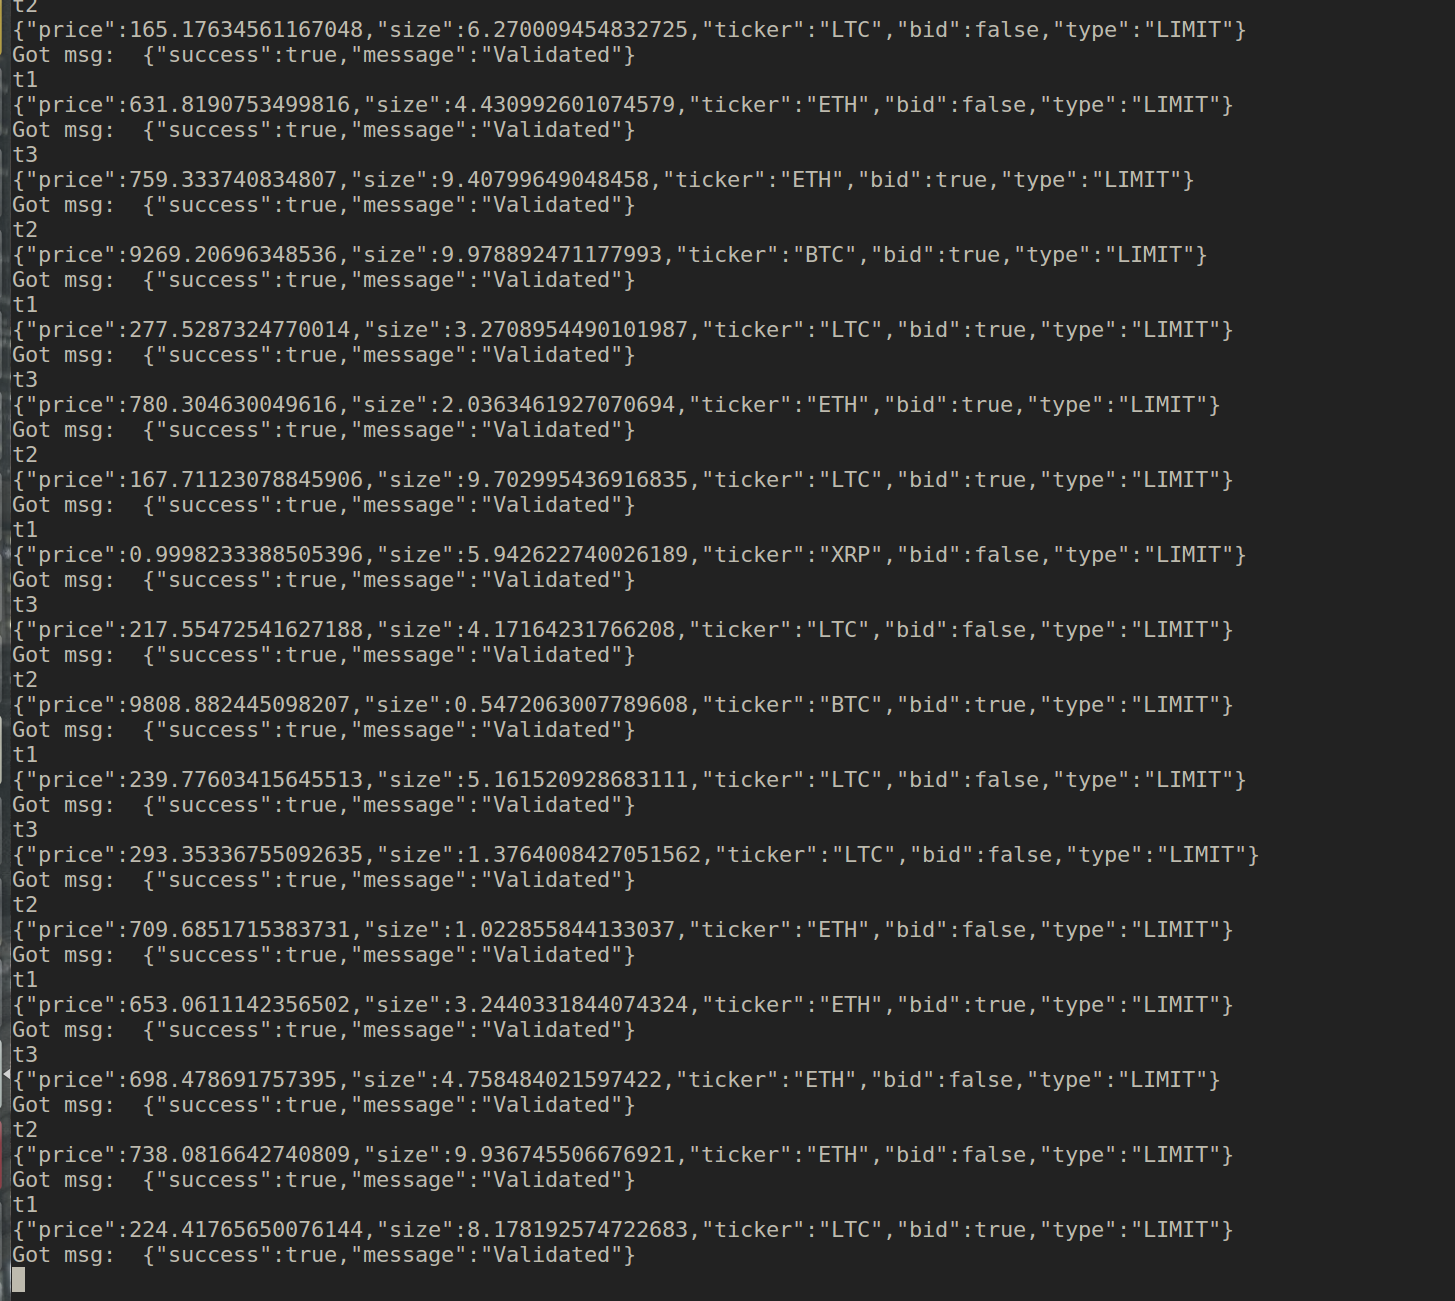 t2
{"price":165.17634561167048,"size":6.270009454832725,"ticker":"LTC","bid":false,"type":"LIMIT"}
Got msg:  {"success":true,"message":"Validated"}
t1
{"price":631.8190753499816,"size":4.430992601074579,"ticker":"ETH","bid":false,"type":"LIMIT"}
Got msg:  {"success":true,"message":"Validated"}
t3
{"price":759.333740834807,"size":9.40799649048458,"ticker":"ETH","bid":true,"type":"LIMIT"}
Got msg:  {"success":true,"message":"Validated"}
t2
{"price":9269.20696348536,"size":9.978892471177993,"ticker":"BTC","bid":true,"type":"LIMIT"}
Got msg:  {"success":true,"message":"Validated"}
t1
{"price":277.5287324770014,"size":3.2708954490101987,"ticker":"LTC","bid":true,"type":"LIMIT"}
Got msg:  {"success":true,"message":"Validated"}
t3
{"price":780.304630049616,"size":2.0363461927070694,"ticker":"ETH","bid":true,"type":"LIMIT"}
Got msg:  {"success":true,"message":"Validated"}
t2
{"price":167.71123078845906,"size":9.702995436916835,"ticker":"LTC","bid":true,"type":"LIMIT"}
Got msg:  {"success":true,"message":"Validated"}
t1
{"price":0.9998233388505396,"size":5.942622740026189,"ticker":"XRP","bid":false,"type":"LIMIT"}
Got msg:  {"success":true,"message":"Validated"}
t3
{"price":217.55472541627188,"size":4.17164231766208,"ticker":"LTC","bid":false,"type":"LIMIT"}
Got msg:  {"success":true,"message":"Validated"}
t2
{"price":9808.882445098207,"size":0.5472063007789608,"ticker":"BTC","bid":true,"type":"LIMIT"}
Got msg:  {"success":true,"message":"Validated"}
t1
{"price":239.77603415645513,"size":5.161520928683111,"ticker":"LTC","bid":false,"type":"LIMIT"}
Got msg:  {"success":true,"message":"Validated"}
t3
{"price":293.35336755092635,"size":1.3764008427051562,"ticker":"LTC","bid":false,"type":"LIMIT"}
Got msg:  {"success":true,"message":"Validated"}
t2
{"price":709.6851715383731,"size":1.022855844133037,"ticker":"ETH","bid":false,"type":"LIMIT"}
Got msg:  {"success":true,"message":"Validated"}
t1
{"price":653.0611142356502,"size":3.2440331844074324,"ticker":"ETH","bid":true,"type":"LIMIT"}
Got msg:  {"success":true,"message":"Validated"}
t3
{"price":698.478691757395,"size":4.758484021597422,"ticker":"ETH","bid":false,"type":"LIMIT"}
Got msg:  {"success":true,"message":"Validated"}
t2
{"price":738.0816642740809,"size":9.936745506676921,"ticker":"ETH","bid":false,"type":"LIMIT"}
Got msg:  {"success":true,"message":"Validated"}
t1
{"price":224.41765650076144,"size":8.178192574722683,"ticker":"LTC","bid":true,"type":"LIMIT"}
Got msg:  {"success":true,"message":"Validated"}